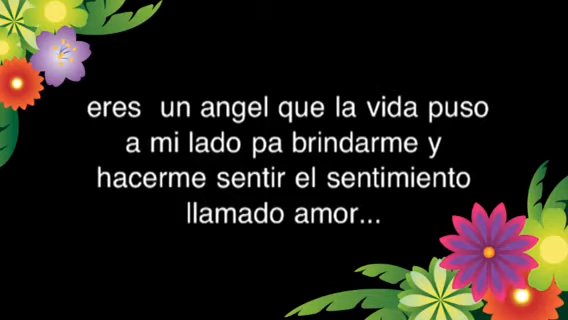 eres un angel que la vida puso
a mi lado pa brindarme y
hacerme sentir el sentimiento
llamado amor...